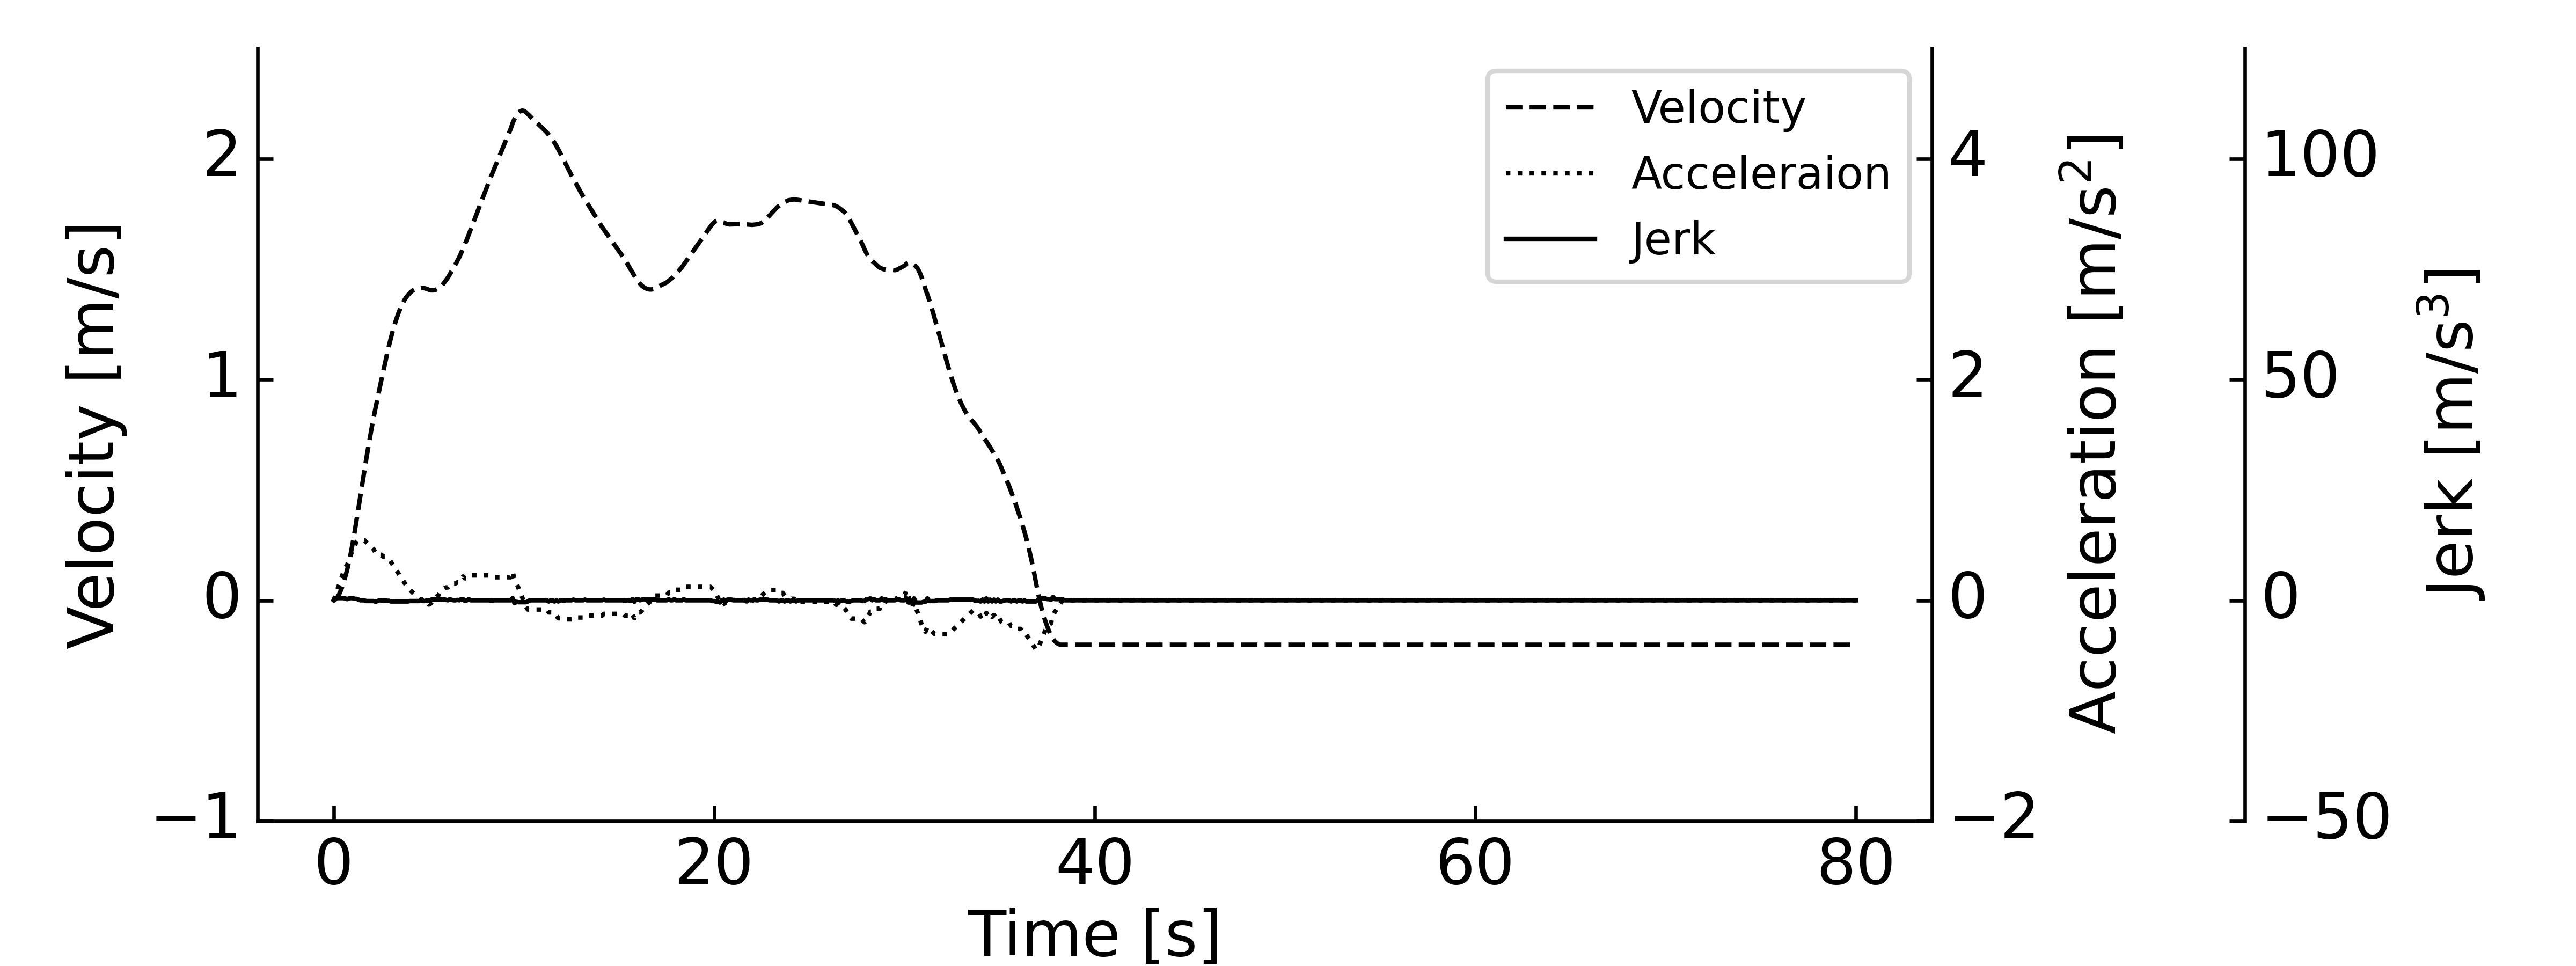 Velocity [m/s]
2
1
0
−1
0
20
40
60
80
Time [s]
Velocity
Acceleraion
Jerk
4
2
0
−2
Acceleration [m/s²]
100
50
0
−50
Jerk [m/s³]